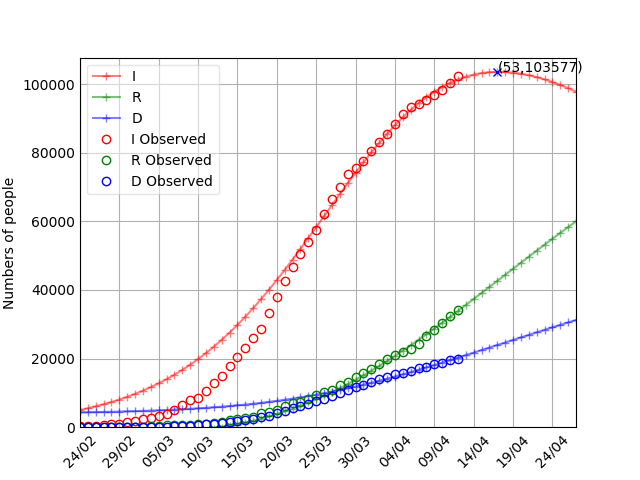 (53,103577)
I
R
D
I Observed
R Observed
D Observed
Numbers of people
100000
80000
60000
40000
20000
0
24/02 29/02 05/03 10/03 15/03 20/03 25/03 30/03 04/04 09/04 14/04 19/04 24/04